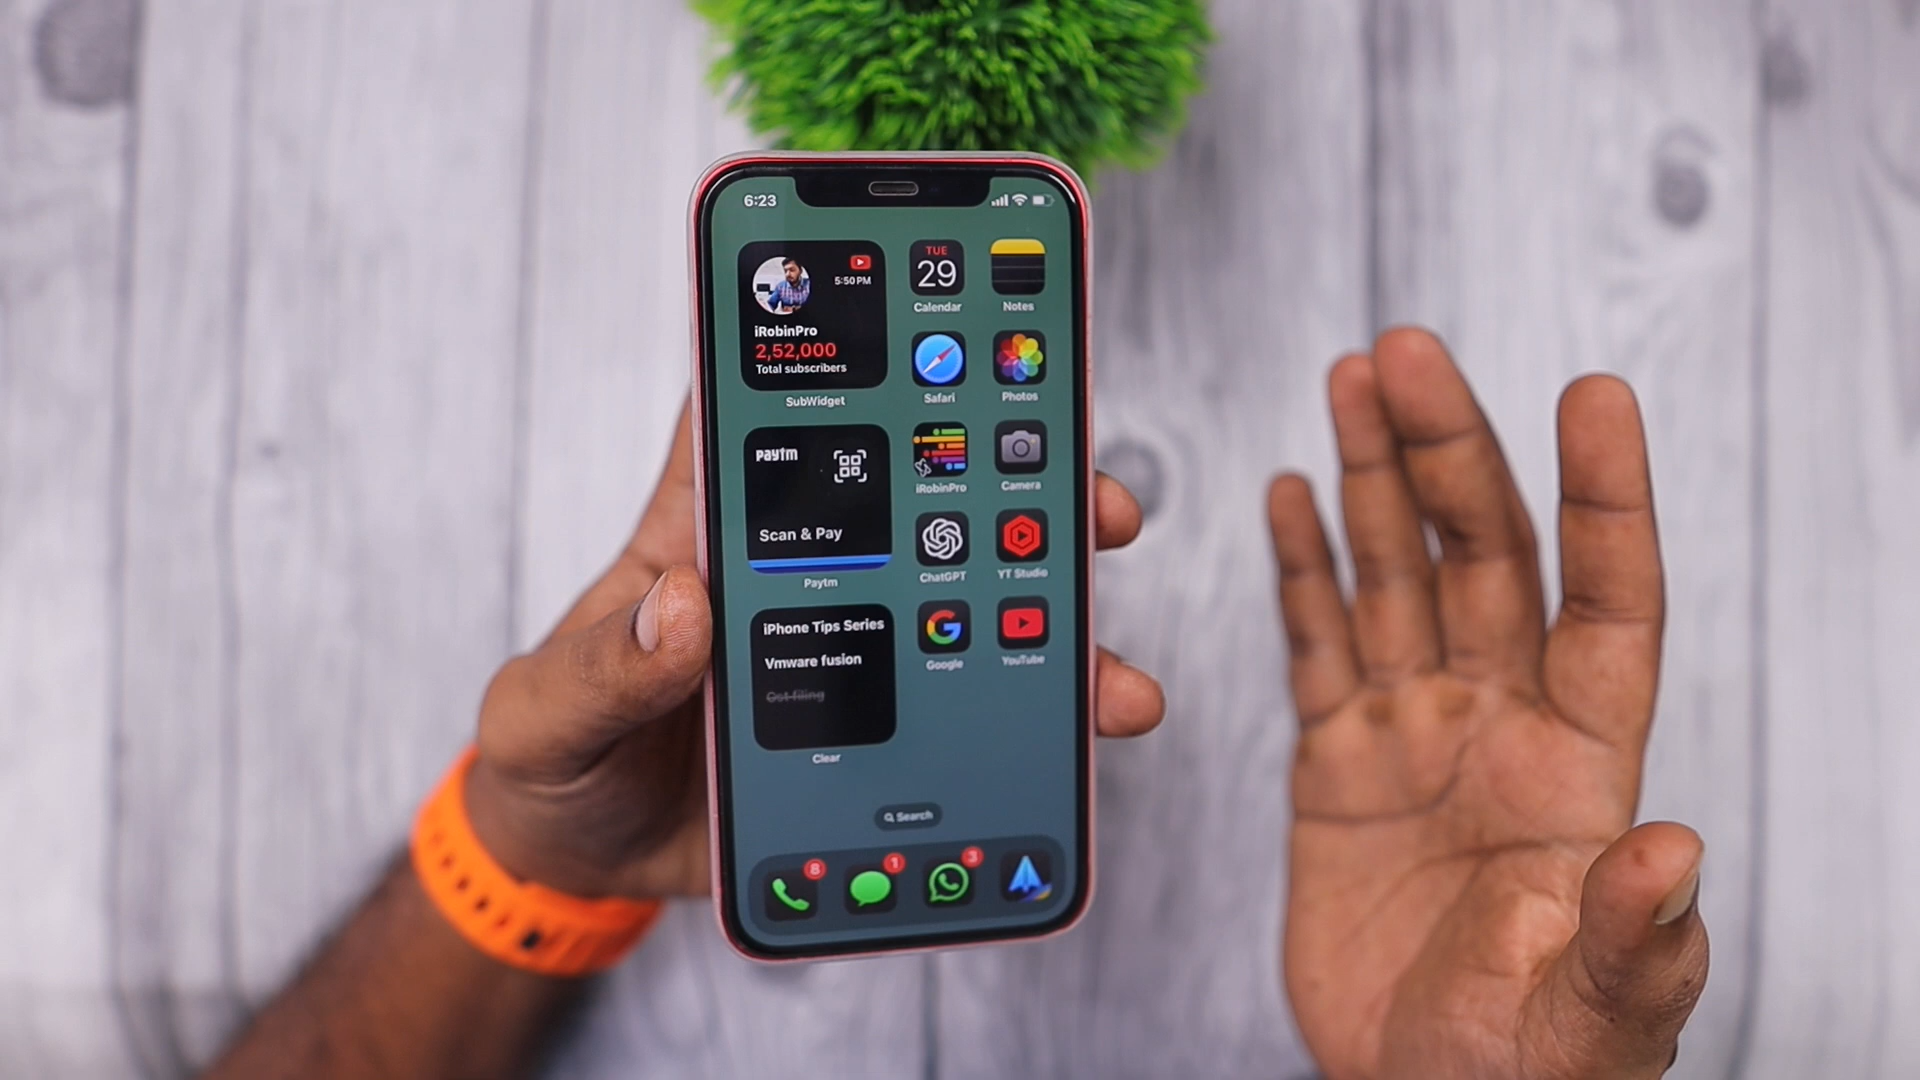 6:23
5:50 PM
iRobinPro
2,52,000
Total subscribers
SubWidget
TUE
29
Calendar
Notes
Safari
Photos
paytm
Scan & Pay
Paytm
iRobinPro
Camera
ChatGPT
YT Studio
iPhone Tips Series
Vmware fusion
Gst filing
Clear
Google
YouTube
Search
8
1
3